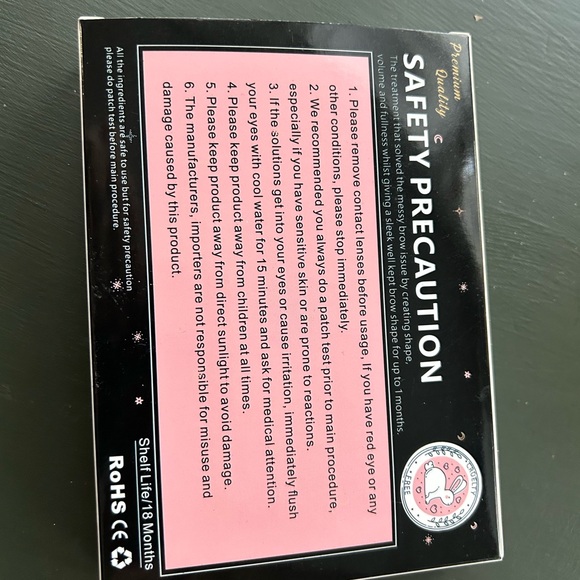 Premium
Quality
SAFETY PRECAUTION
The treatment that solved the messy brow issue by creating shape,
volume and fullness whilst giving a sleek well kept brow shape for up to 1 months.
CRUELTY
FREE
1. Please remove contact lenses before usage, If you have red eye or any
other conditions, please stop immediately.
2. We recommended you always do a patch test prior to main procedure,
especially if you have sensitive skin or are prone to reactions.
3. If the solutions get into your eyes or cause irritation, immediately flush
your eyes with cool water for 15 minutes and ask for medical attention.
4. Please keep product away from children at all times.
5. Please keep product away from direct sunlight to avoid damage.
6. The manufacturers, importers are not responsible for misuse and
damage caused by this product.
All the ingredients are safe to use but for safety precaution
please do patch test before main procedure.
Shelf Life/18 Months
RoHS CE